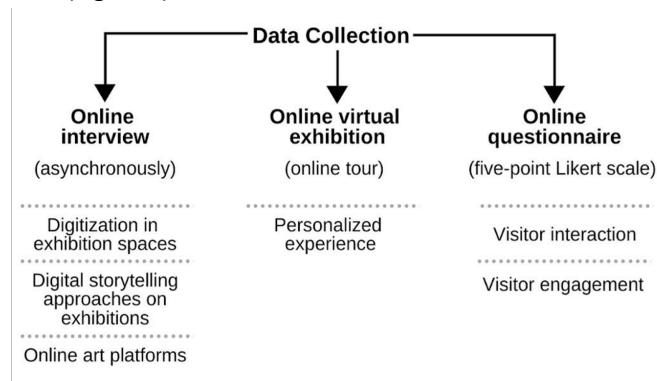 Data Collection
Online
interview
(asynchronously)
Digitization in
exhibition spaces
Digital storytelling
approaches on
exhibitions
Online art platforms
Online virtual
exhibition
(online tour)
Personalized
experience
Online
questionnaire
(five-point Likert scale)
Visitor interaction
Visitor engagement